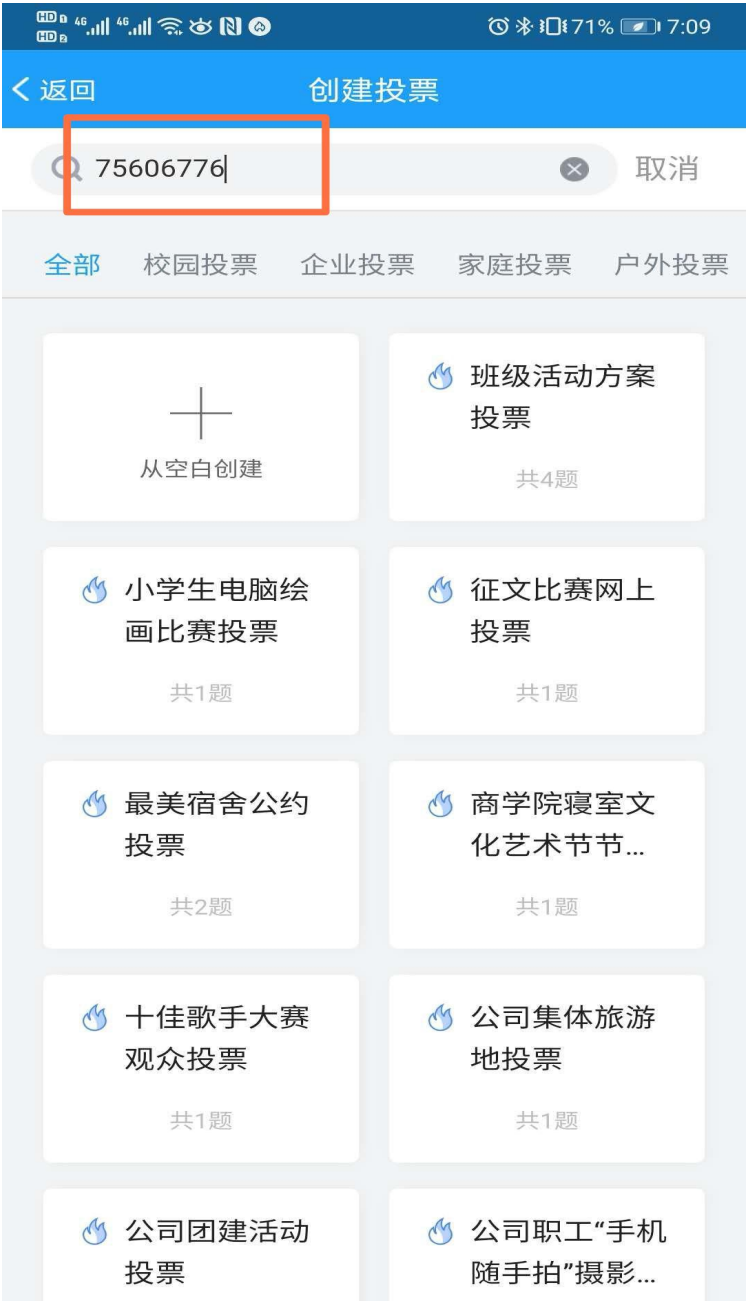 HD 1 4G 4G 71% 7:09
HD 2
返回 创建投票
75606776 取消
全部 校园投票 企业投票 家庭投票 户外投票
从空白创建
班级活动方案
投票
共4题
小学生电脑绘
画比赛投票
共1题
征文比赛网上
投票
共1题
最美宿舍公约
投票
共2题
商学院寝室文
化艺术节节...
共1题
十佳歌手大赛
观众投票
共1题
公司集体旅游
地投票
共1题
公司团建活动
投票
公司职工“手机
随手拍”摄影...